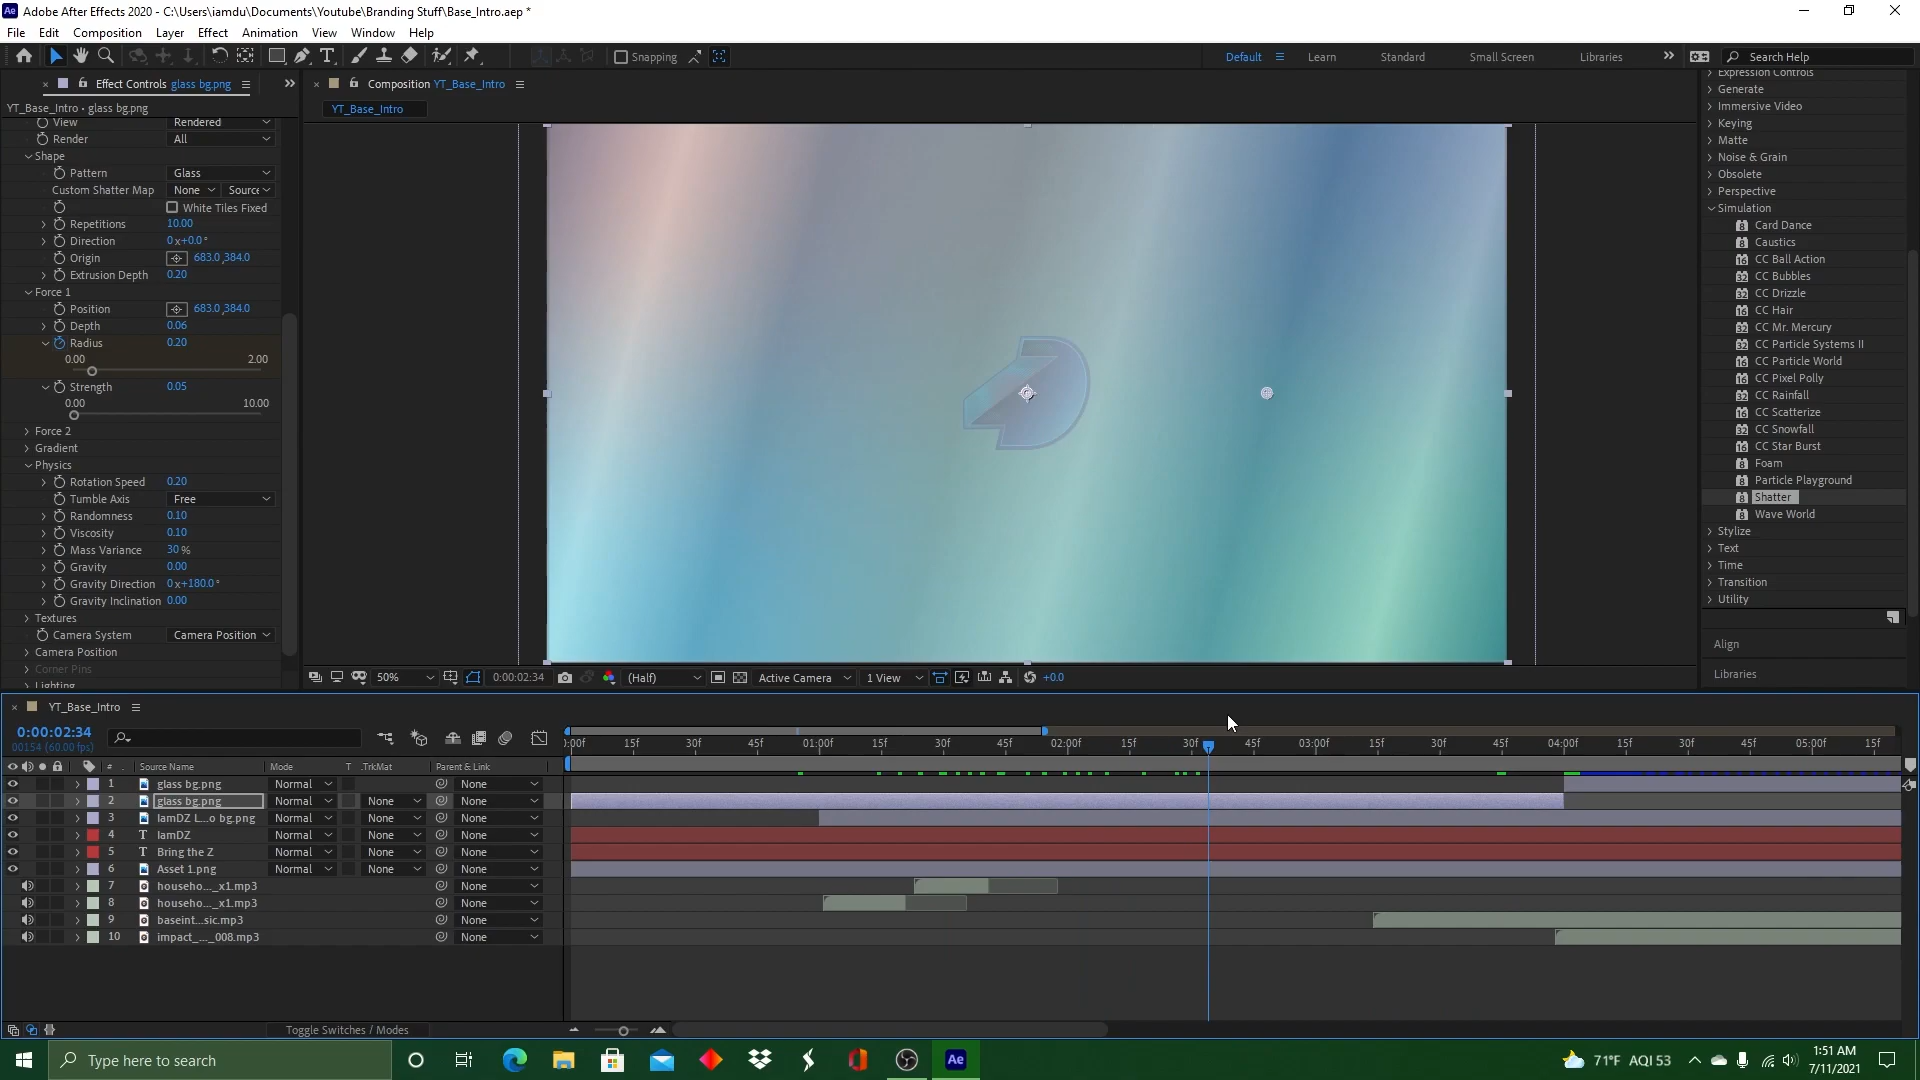 Adobe After Effects 2020 - C:\Users\iamdu\Documents\Youtube\Branding Stuff\Base_Intro.aep *
File Edit Composition Layer Effect Animation View Window Help
Snapping
Default Learn Standard Small Screen Libraries Search Help
Effect Controls glass bg.png
YT_Base_Intro • glass bg.png
View Rendered
Render All
Shape
Pattern Glass
Custom Shatter Map None Source
White Tiles Fixed
Repetitions 10.00
Direction 0x+0.0°
Origin 683.0,384.0
Extrusion Depth 0.20
Force 1
Position 683.0,384.0
Depth 0.06
Radius 0.20
0.00 2.00
Strength 0.05
0.00 10.00
Force 2
Gradient
Physics
Rotation Speed 0.20
Tumble Axis Free
Randomness 0.10
Viscosity 0.10
Mass Variance 30%
Gravity 0.00
Gravity Direction 0x+180.0°
Gravity Inclination 0.00
Textures
Camera System Camera Position
Camera Position
Corner Pins
Lighting
Composition YT_Base_Intro
YT_Base_Intro
50% 0:00:02:34 (Half) Active Camera 1 View +0.0
Expression Controls
Generate
Immersive Video
Keying
Matte
Noise & Grain
Obsolete
Perspective
Simulation
Card Dance
Caustics
CC Ball Action
CC Bubbles
CC Drizzle
CC Hair
CC Mr. Mercury
CC Particle Systems II
CC Particle World
CC Pixel Polly
CC Rainfall
CC Scatterize
CC Snowfall
CC Star Burst
Foam
Particle Playground
Shatter
Wave World
Stylize
Text
Time
Transition
Utility
Align
Libraries
YT_Base_Intro
0:00:02:34
00154 (60.00 fps)
:00f 15f 30f 45f 01:00f 15f 30f 45f 02:00f 15f 30f 45f 03:00f 15f 30f 45f 04:00f 15f 30f 45f 05:00f 15f
# Source Name Mode T .TrkMat Parent & Link
1 glass bg.png Normal None
2 glass bg.png Normal None None
3 IamDZ L...o bg.png Normal None None
4 T IamDZ Normal None None
5 T Bring the Z Normal None None
6 Asset 1.png Normal None None
7 househo..._x1.mp3 None
8 househo..._x1.mp3 None
9 baseint...sic.mp3 None
10 impact_..._008.mp3 None
Toggle Switches / Modes
Type here to search
Ae
71°F AQI 53
1:51 AM
7/11/2021